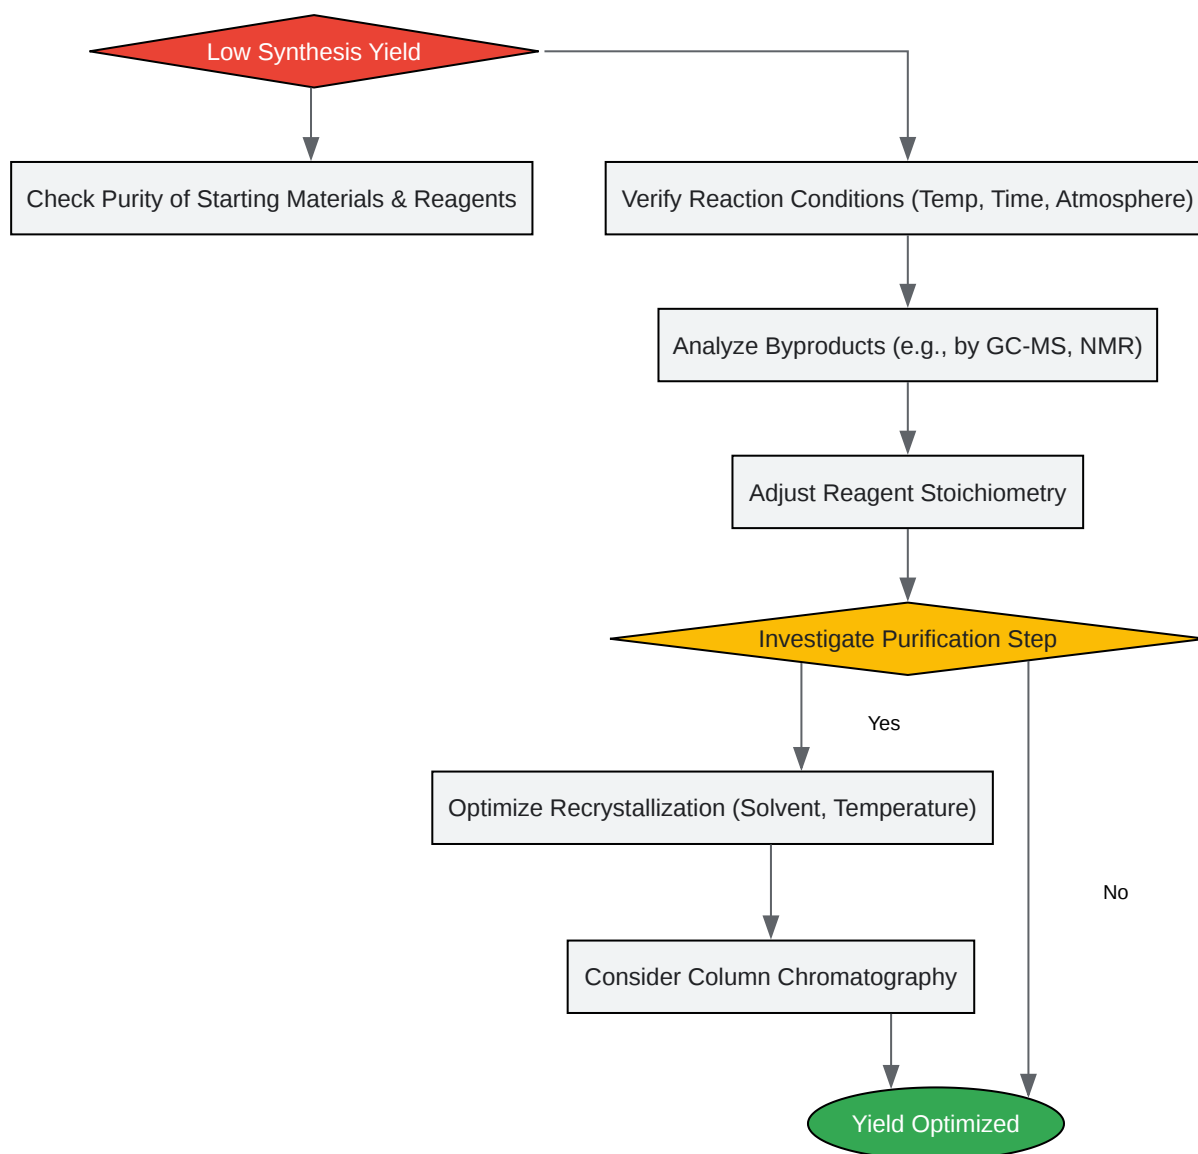 Low Synthesis Yield
Check Purity of Starting Materials & Reagents
Verify Reaction Conditions (Temp, Time, Atmosphere)
Analyze Byproducts (e.g., by GC-MS, NMR)
Adjust Reagent Stoichiometry
Investigate Purification Step
Yes
Optimize Recrystallization (Solvent, Temperature)
No
Consider Column Chromatography
Yield Optimized